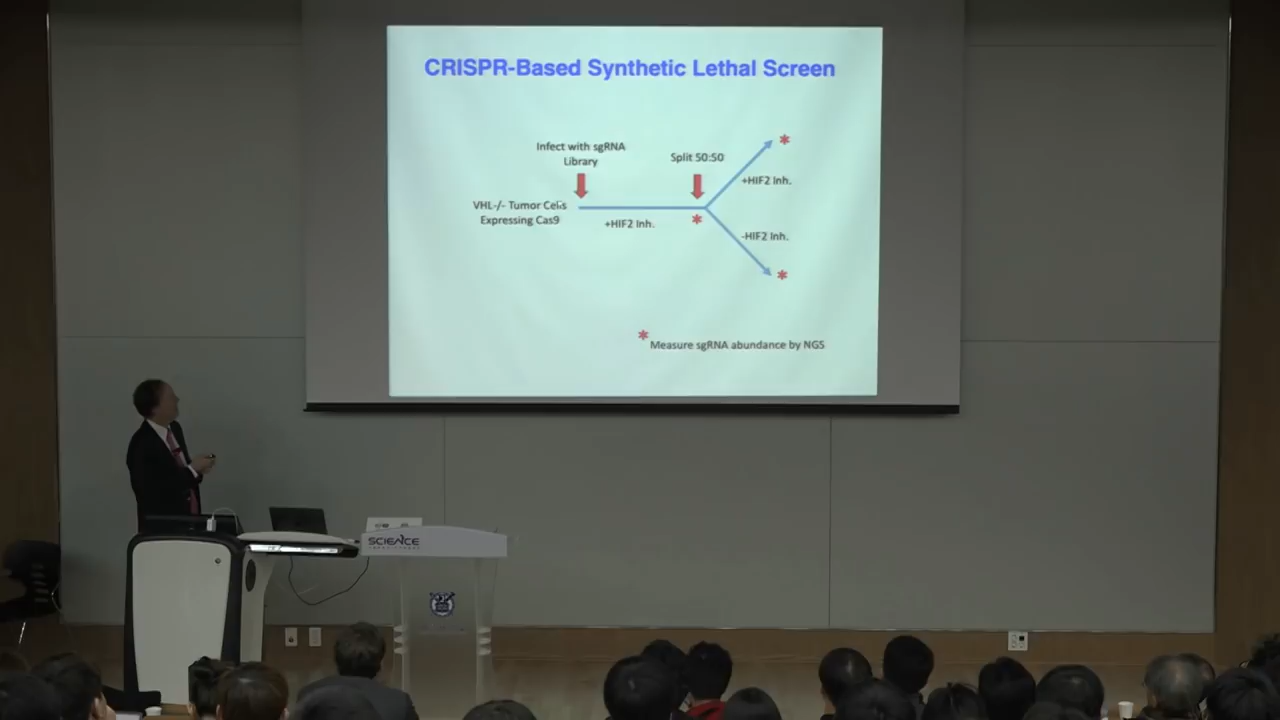 CRISPR-Based Synthetic Lethal Screen
Infect with sgRNA
Library
Split 50:50
+HIF2 Inh.
VHL-/- Tumor Cells
Expressing Cas9
+HIF2 Inh.
-HIF2 Inh.
* Measure sgRNA abundance by NGS
SCIENCE